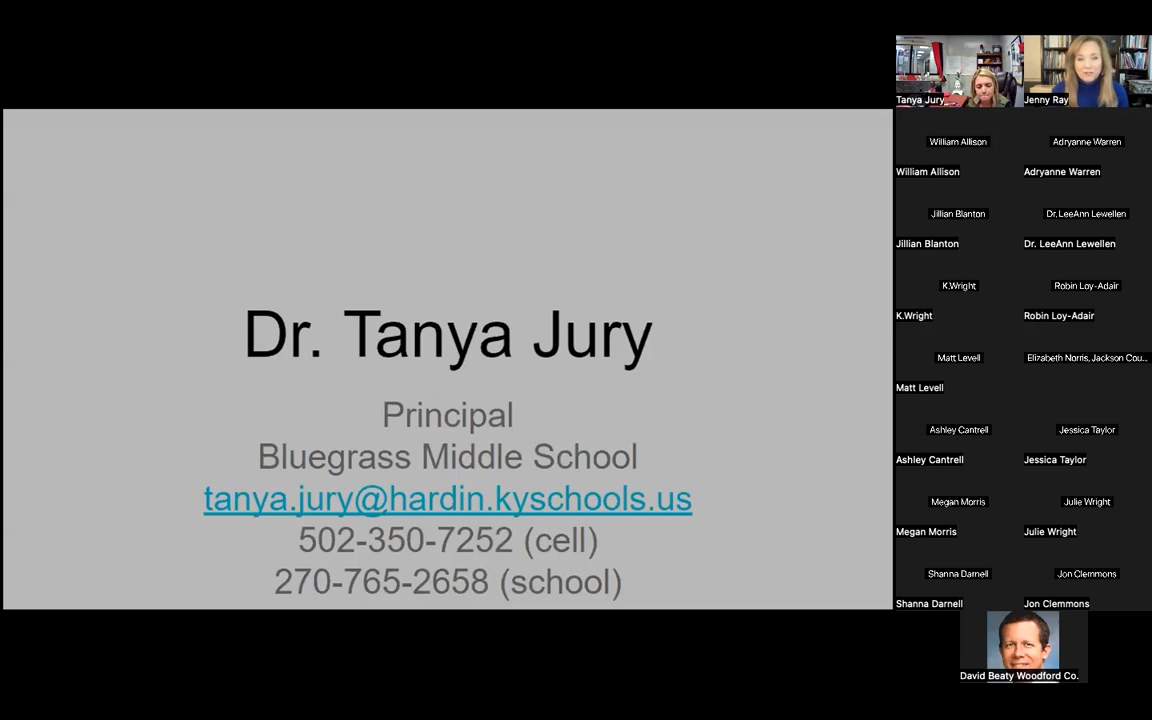 Dr. Tanya Jury
Principal
Bluegrass Middle School
tanya.jury@hardin.kyschools.us
502-350-7252 (cell)
270-765-2658 (school)
Tanya Jury
Jenny Ray
William Allison
Adryanne Warren
William Allison
Adryanne Warren
Jillian Blanton
Dr. LeeAnn Lewellen
Jillian Blanton
Dr. LeeAnn Lewellen
K.Wright
Robin Loy-Adair
K.Wright
Robin Loy-Adair
Matt Levell
Elizabeth Norris, Jackson Cou...
Matt Levell
Ashley Cantrell
Jessica Taylor
Ashley Cantrell
Jessica Taylor
Megan Morris
Julie Wright
Megan Morris
Julie Wright
Shanna Darnell
Jon Clemmons
Shanna Darnell
Jon Clemmons
David Beaty Woodford Co.